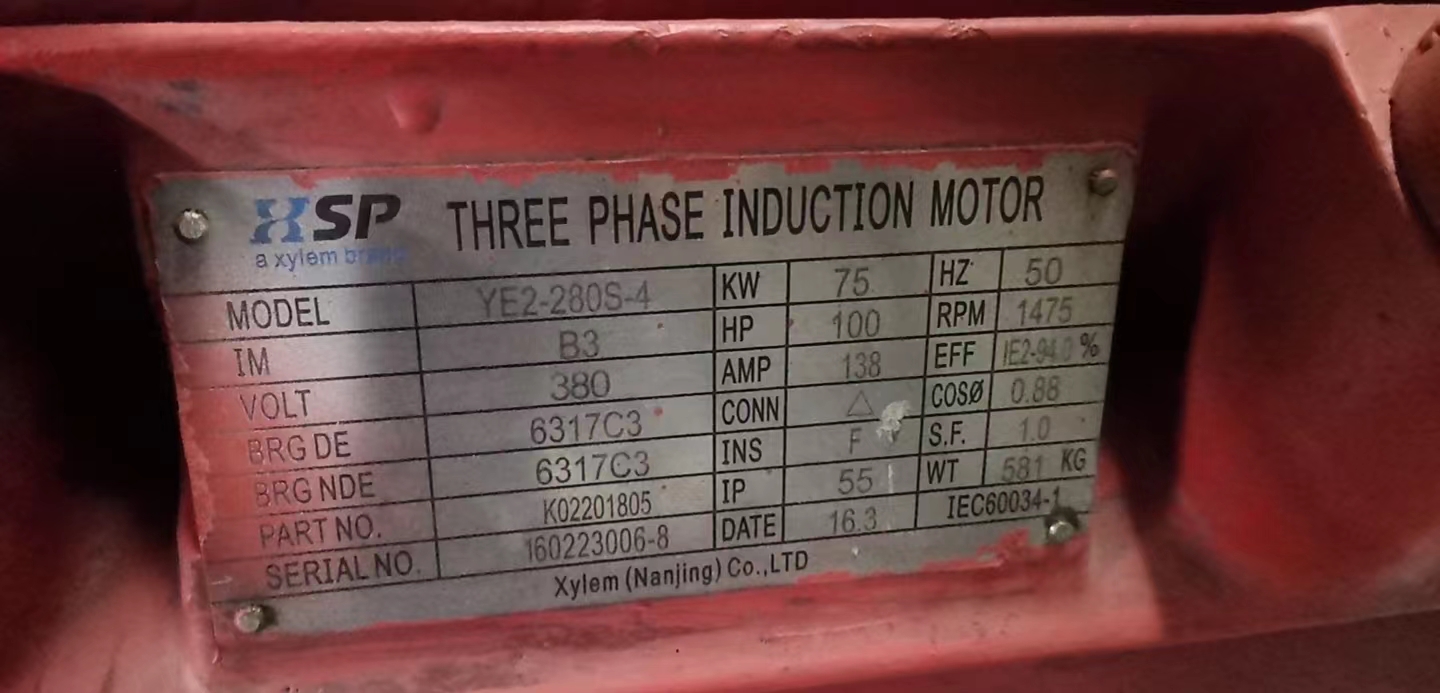 HSP THREE PHASE INDUCTION MOTOR
a xylem brand
MODEL YE2-280S-4 KW 75 HZ 50
IM B3 HP 100 RPM 1475
VOLT 380 AMP 138 EFF IE2-94.0 %
BRG DE 6317C3 CONN △ COSØ 0.88
BRG NDE 6317C3 INS F S.F. 1.0
PART NO. K02201805 IP 55 WT 581 KG
SERIAL NO. 160223006-8 DATE 16.3 IEC60034-1
Xylem (Nanjing) Co.,LTD